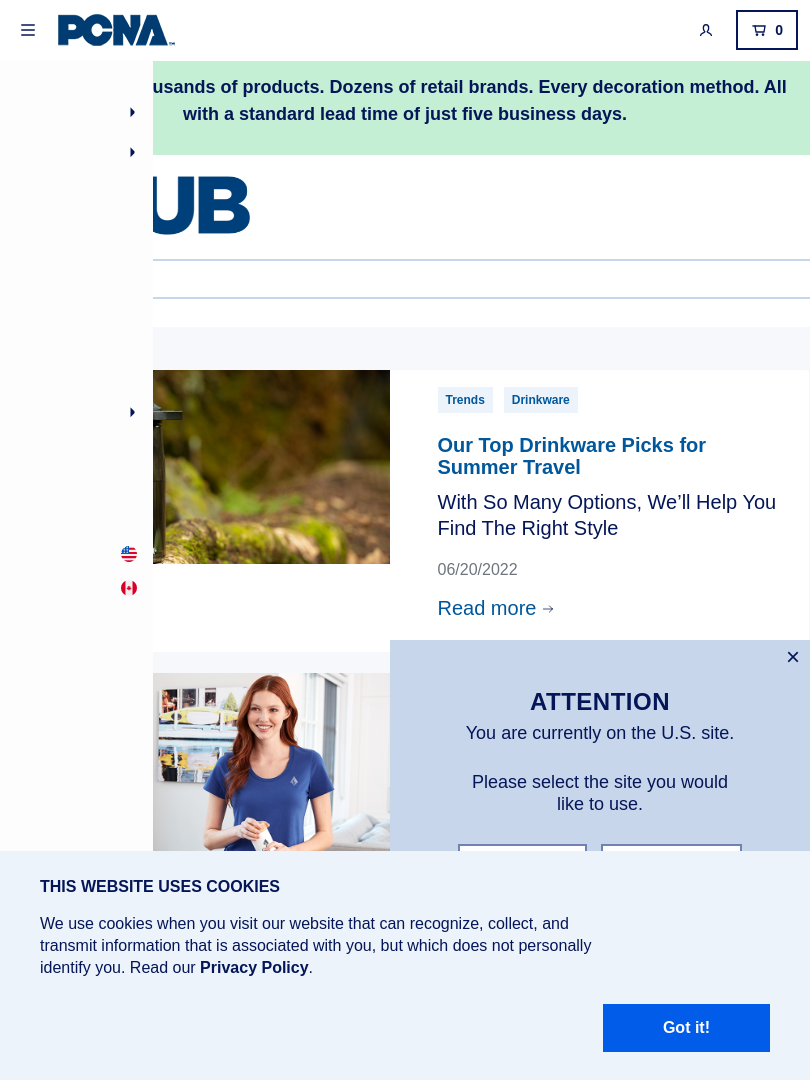 PCNA
0
usands of products. Dozens of retail brands. Every decoration method. All
with a standard lead time of just five business days.
UB
Trends
Drinkware
Our Top Drinkware Picks for
Summer Travel
With So Many Options, We’ll Help You
Find The Right Style
06/20/2022
Read more
ATTENTION
You are currently on the U.S. site.
Please select the site you would
like to use.
THIS WEBSITE USES COOKIES
We use cookies when you visit our website that can recognize, collect, and
transmit information that is associated with you, but which does not personally
identify you. Read our Privacy Policy.
Got it!